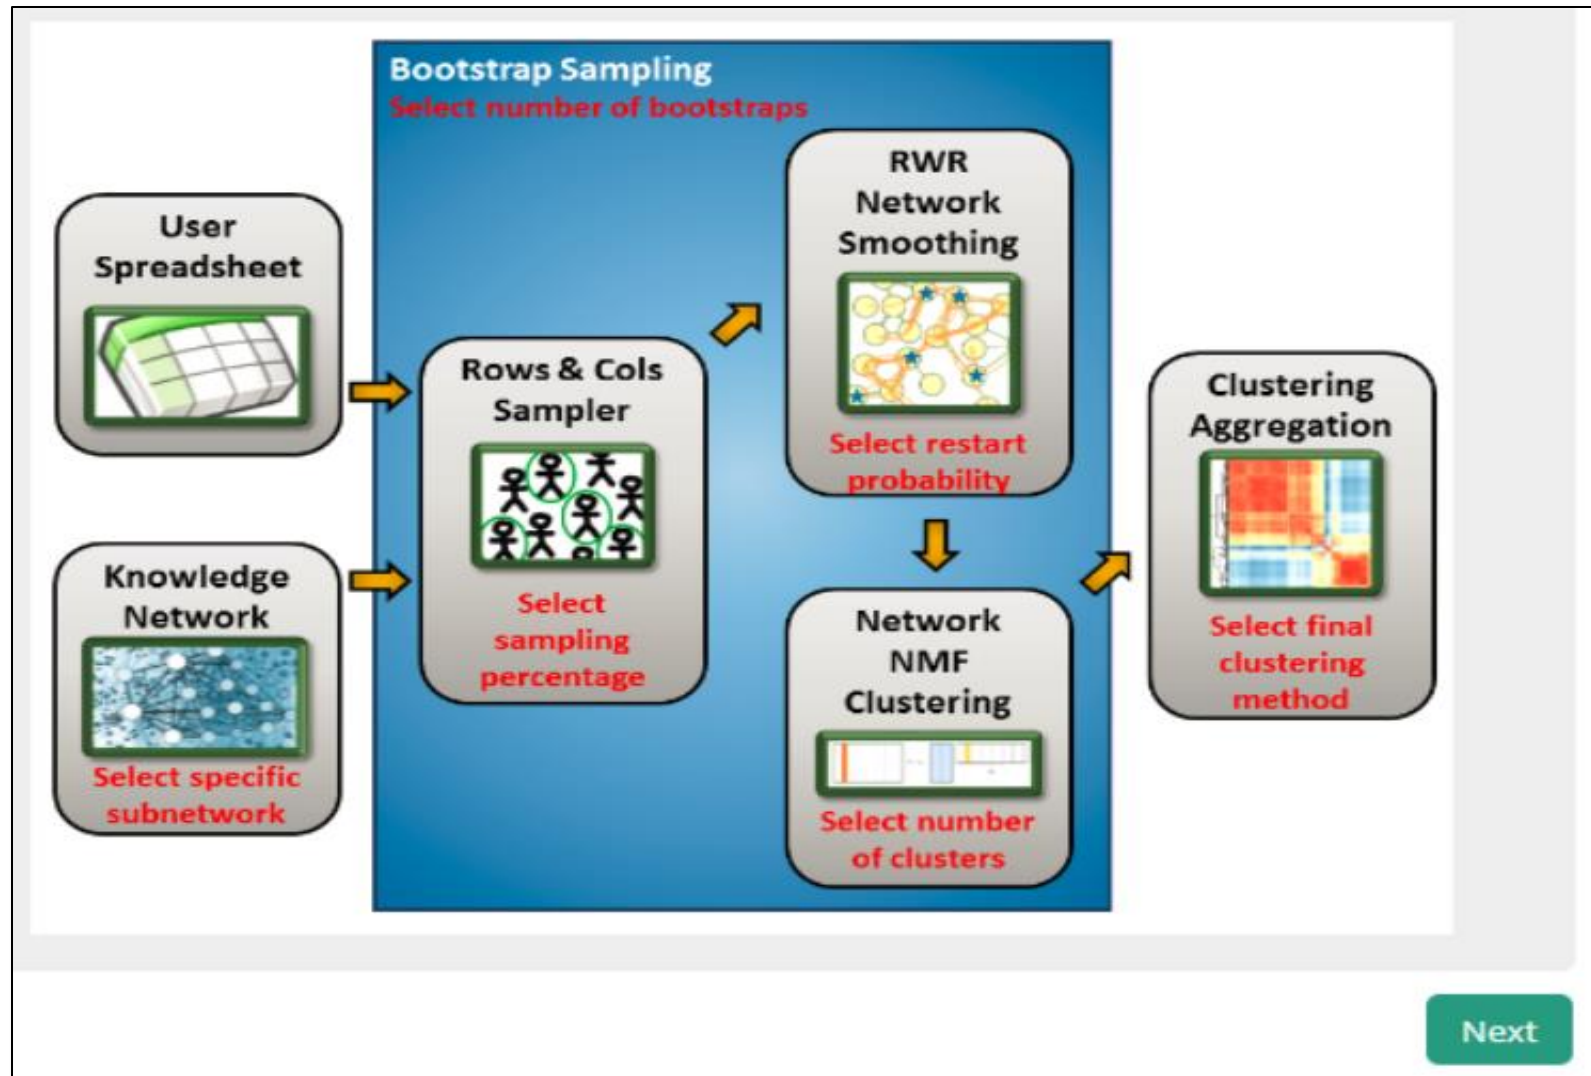 Bootstrap Sampling
Select number of bootstraps
User
Spreadsheet
Knowledge
Network
Select specific
subnetwork
Rows & Cols
Sampler
Select
sampling
percentage
RWR
Network
Smoothing
Select restart
probability
Network
NMF
Clustering
Select number
of clusters
Clustering
Aggregation
Select final
clustering
method
Next